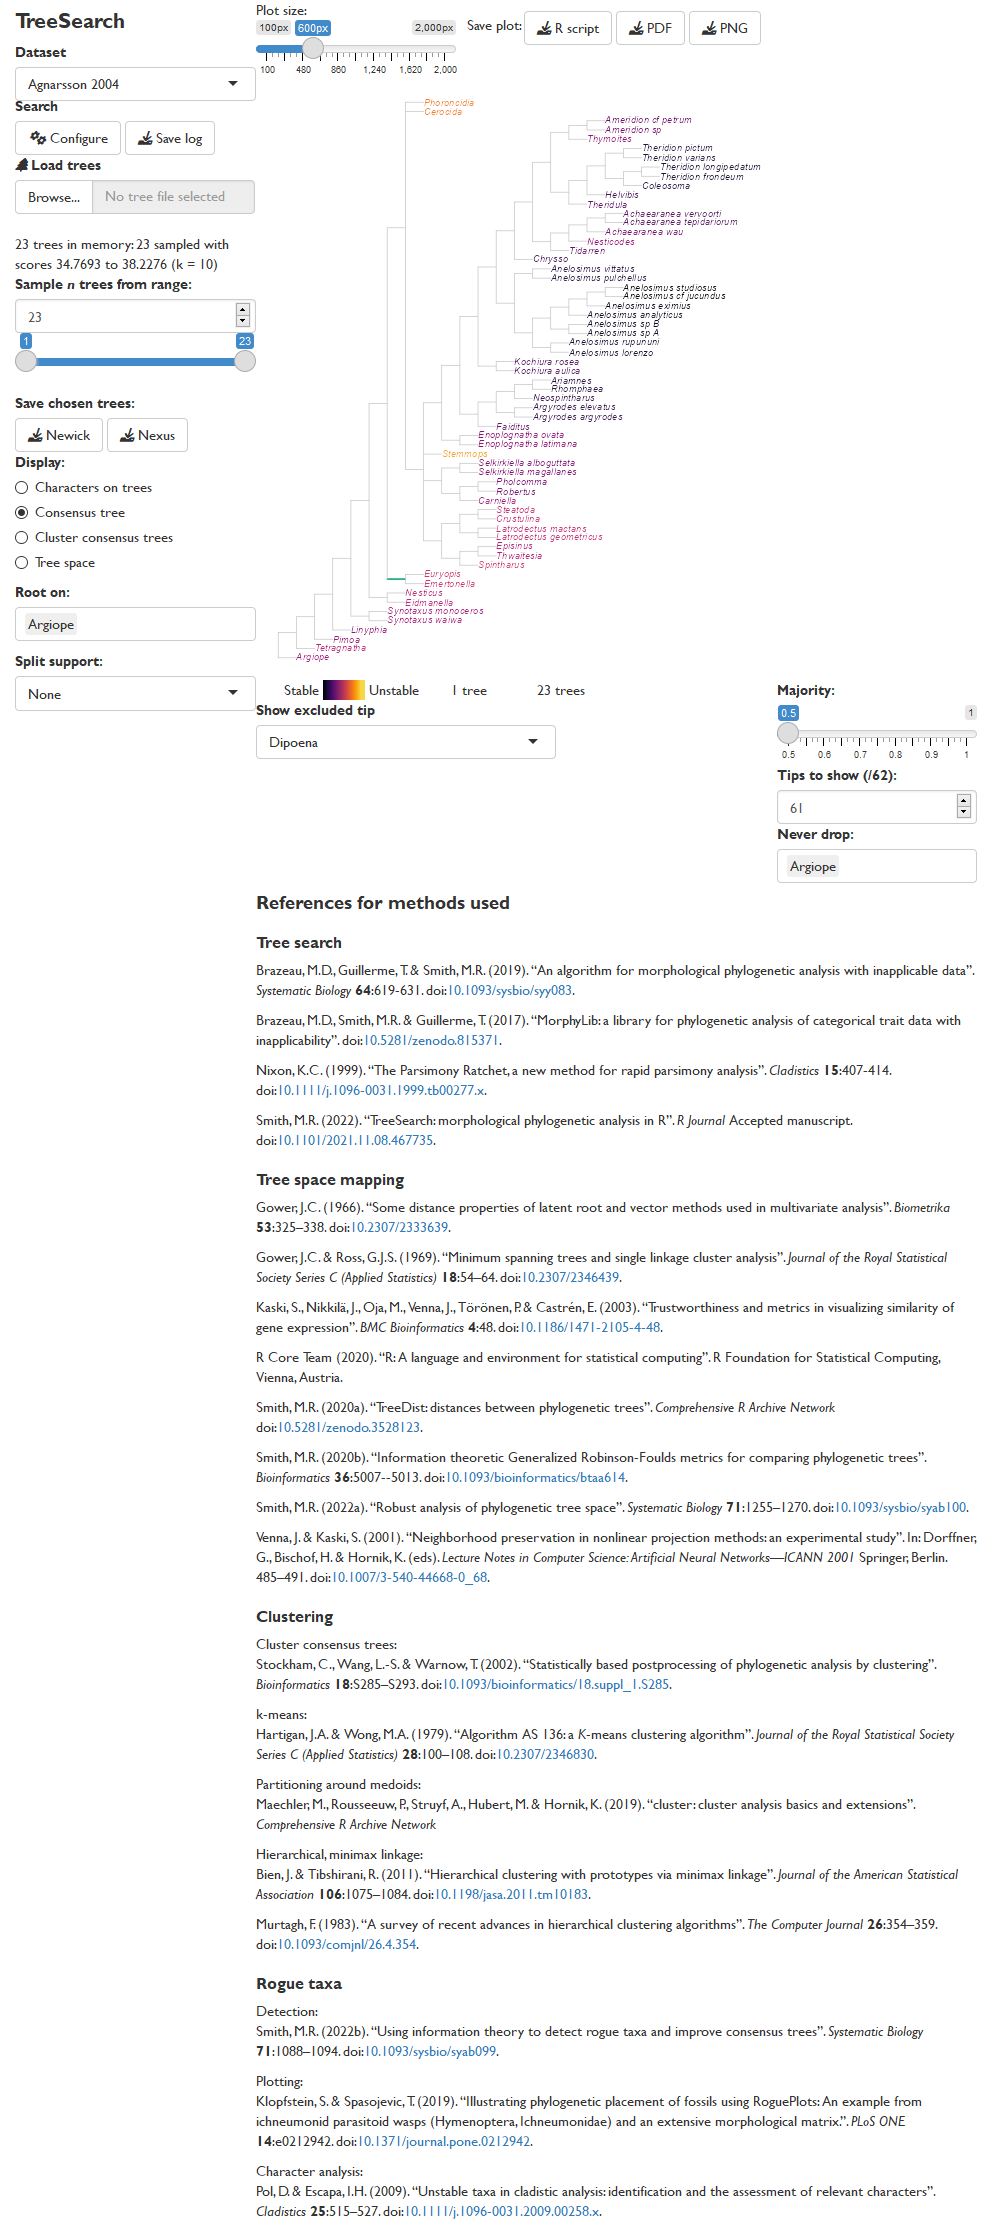 TreeSearch
Dataset
Agnarsson 2004
Search
Configure
Save log
Load trees
Browse...
No tree file selected
23 trees in memory: 23 sampled with
scores 34.7693 to 38.2276 (k = 10)
Sample n trees from range:
23
1
23
Save chosen trees:
Newick
Nexus
Display:
Characters on trees
Consensus tree
Cluster consensus trees
Tree space
Root on:
Argiope
Split support:
None
Plot size:
100px
600px
2,000px
100 480 860 1,240 1,620 2,000
Save plot:
R script
PDF
PNG
Phoroncidia
Cerocida
Ameridion cf petrum
Ameridion sp
Thymoites
Theridion pictum
Theridion varians
Theridion longipedatum
Theridion frondeum
Coleosoma
Helvibis
Theridula
Achaearanea vervoorti
Achaearanea tepidariorum
Achaearanea wau
Nesticodes
Tidarren
Chrysso
Anelosimus vittatus
Anelosimus pulchellus
Anelosimus studiosus
Anelosimus cf jucundus
Anelosimus eximius
Anelosimus analyticus
Anelosimus sp B
Anelosimus sp A
Anelosimus rupununi
Anelosimus lorenzo
Kochiura rosea
Kochiura aulica
Ariamnes
Rhomphaea
Neospintharus
Argyrodes elevatus
Argyrodes argyrodes
Faiditus
Enoplognatha ovata
Enoplognatha latimana
Stemmops
Selkirkiella alboguttata
Selkirkiella magallanes
Pholcomma
Robertus
Carniella
Steatoda
Crustulina
Latrodectus mactans
Latrodectus geometricus
Episinus
Thwaitesia
Spintharus
Euryopis
Emertonella
Nesticus
Eidmanella
Synotaxus monoceros
Synotaxus waiwa
Linyphia
Pimoa
Tetragnatha
Argiope
Stable
Unstable
1 tree
23 trees
Show excluded tip
Dipoena
Majority:
0.5
1
0.5 0.6 0.7 0.8 0.9 1
Tips to show (/62):
61
Never drop:
Argiope
References for methods used
Tree search
Brazeau, M.D., Guillerme, T. & Smith, M.R. (2019). “An algorithm for morphological phylogenetic analysis with inapplicable data”.
Systematic Biology 64:619-631. doi:10.1093/sysbio/syy083.
Brazeau, M.D., Smith, M.R. & Guillerme, T. (2017). “MorphyLib: a library for phylogenetic analysis of categorical trait data with
inapplicability”. doi:10.5281/zenodo.815371.
Nixon, K.C. (1999). “The Parsimony Ratchet, a new method for rapid parsimony analysis”. Cladistics 15:407-414.
doi:10.1111/j.1096-0031.1999.tb00277.x.
Smith, M.R. (2022). “TreeSearch: morphological phylogenetic analysis in R”. R Journal Accepted manuscript.
doi:10.1101/2021.11.08.467735.
Tree space mapping
Gower, J.C. (1966). “Some distance properties of latent root and vector methods used in multivariate analysis”. Biometrika
53:325–338. doi:10.2307/2333639.
Gower, J.C. & Ross, G.J.S. (1969). “Minimum spanning trees and single linkage cluster analysis”. Journal of the Royal Statistical
Society Series C (Applied Statistics) 18:54–64. doi:10.2307/2346439.
Kaski, S., Nikkilä, J., Oja, M., Venna, J., Törönen, P. & Castrén, E. (2003). “Trustworthiness and metrics in visualizing similarity of
gene expression”. BMC Bioinformatics 4:48. doi:10.1186/1471-2105-4-48.
R Core Team (2020). “R: A language and environment for statistical computing”. R Foundation for Statistical Computing,
Vienna, Austria.
Smith, M.R. (2020a). “TreeDist: distances between phylogenetic trees”. Comprehensive R Archive Network
doi:10.5281/zenodo.3528123.
Smith, M.R. (2020b). “Information theoretic Generalized Robinson-Foulds metrics for comparing phylogenetic trees”.
Bioinformatics 36:5007--5013. doi:10.1093/bioinformatics/btaa614.
Smith, M.R. (2022a). “Robust analysis of phylogenetic tree space”. Systematic Biology 71:1255–1270. doi:10.1093/sysbio/syab100.
Venna, J. & Kaski, S. (2001). “Neighborhood preservation in nonlinear projection methods: an experimental study”. In: Dorffner,
G., Bischof, H. & Hornik, K. (eds). Lecture Notes in Computer Science: Artificial Neural Networks—ICANN 2001 Springer, Berlin.
485–491. doi:10.1007/3-540-44668-0_68.
Clustering
Cluster consensus trees:
Stockham, C., Wang, L.-S. & Warnow, T. (2002). “Statistically based postprocessing of phylogenetic analysis by clustering”.
Bioinformatics 18:S285–S293. doi:10.1093/bioinformatics/18.suppl_1.S285.
k-means:
Hartigan, J.A. & Wong, M.A. (1979). “Algorithm AS 136: a K-means clustering algorithm”. Journal of the Royal Statistical Society
Series C (Applied Statistics) 28:100–108. doi:10.2307/2346830.
Partitioning around medoids:
Maechler, M., Rousseeuw, P., Struyf, A., Hubert, M. & Hornik, K. (2019). “cluster: cluster analysis basics and extensions”.
Comprehensive R Archive Network
Hierarchical, minimax linkage:
Bien, J. & Tibshirani, R. (2011). “Hierarchical clustering with prototypes via minimax linkage”. Journal of the American Statistical
Association 106:1075–1084. doi:10.1198/jasa.2011.tm10183.
Murtagh, F. (1983). “A survey of recent advances in hierarchical clustering algorithms”. The Computer Journal 26:354–359.
doi:10.1093/comjnl/26.4.354.
Rogue taxa
Detection:
Smith, M.R. (2022b). “Using information theory to detect rogue taxa and improve consensus trees”. Systematic Biology
71:1088–1094. doi:10.1093/sysbio/syab099.
Plotting:
Klopfstein, S. & Spasojevic, T. (2019). “Illustrating phylogenetic placement of fossils using RoguePlots: An example from
ichneumonid parasitoid wasps (Hymenoptera, Ichneumonidae) and an extensive morphological matrix.”. PLoS ONE
14:e0212942. doi:10.1371/journal.pone.0212942.
Character analysis:
Pol, D. & Escapa, I.H. (2009). “Unstable taxa in cladistic analysis: identification and the assessment of relevant characters”.
Cladistics 25:515–527. doi:10.1111/j.1096-0031.2009.00258.x.